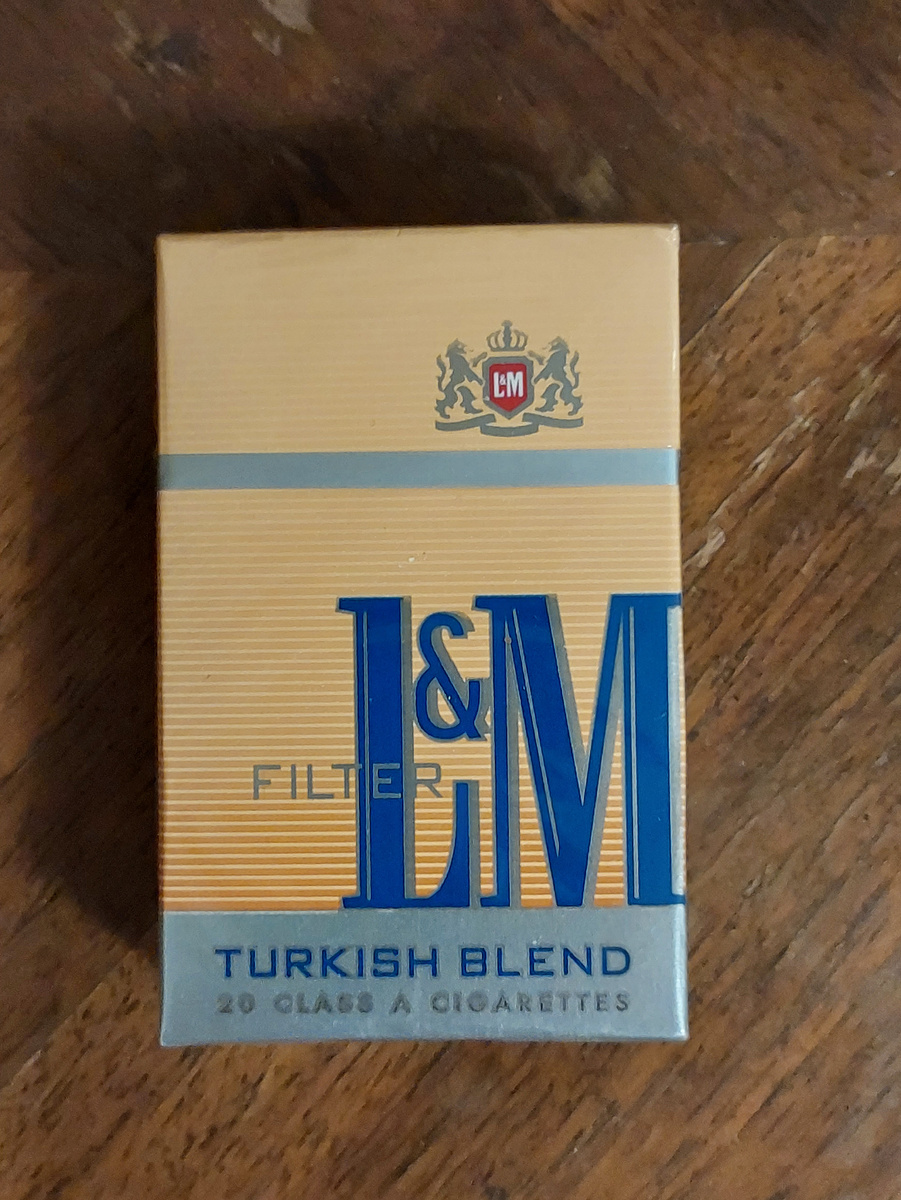 L&M
L&M
FILTER
TURKISH BLEND
20 CLASS A CIGARETTES